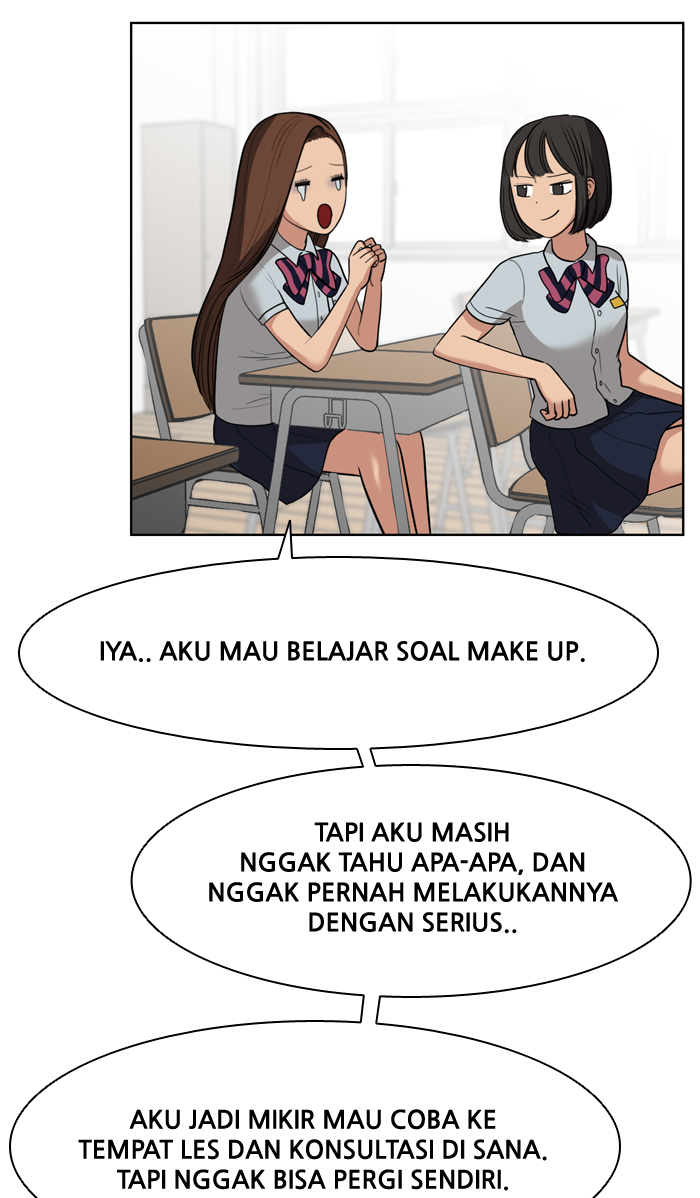 IYA.. AKU MAU BELAJAR SOAL MAKE UP.
TAPI AKU MASIH
NGGAK TAHU APA-APA, DAN
NGGAK PERNAH MELAKUKANNYA
DENGAN SERIUS..
AKU JADI MIKIR MAU COBA KE
TEMPAT LES DAN KONSULTASI DI SANA.
TAPI NGGAK BISA PERGI SENDIRI.